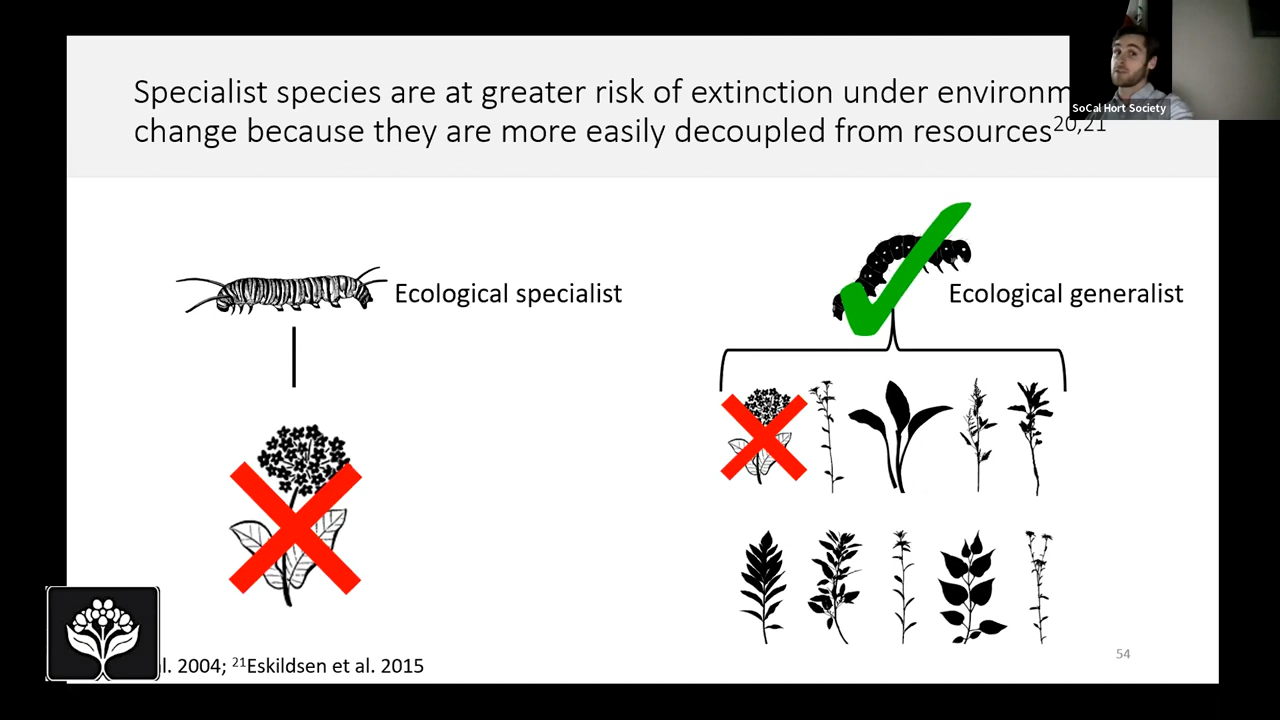 Specialist species are at greater risk of extinction under
change because they are more easily decoupled from resources20,21
SoCal Hort Society
Ecological specialist
Ecological generalist
2004; 21Eskildsen et al. 2015
54